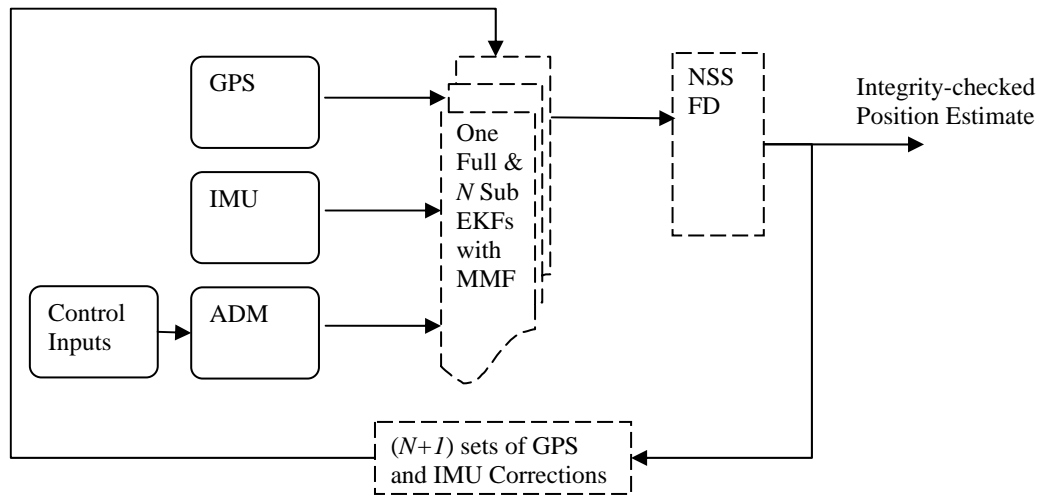 GPS
IMU
Control
Inputs
ADM
One
Full &
N Sub
EKFs
with
MMF
NSS
FD
Integrity-checked
Position Estimate
(N+1) sets of GPS
and IMU Corrections